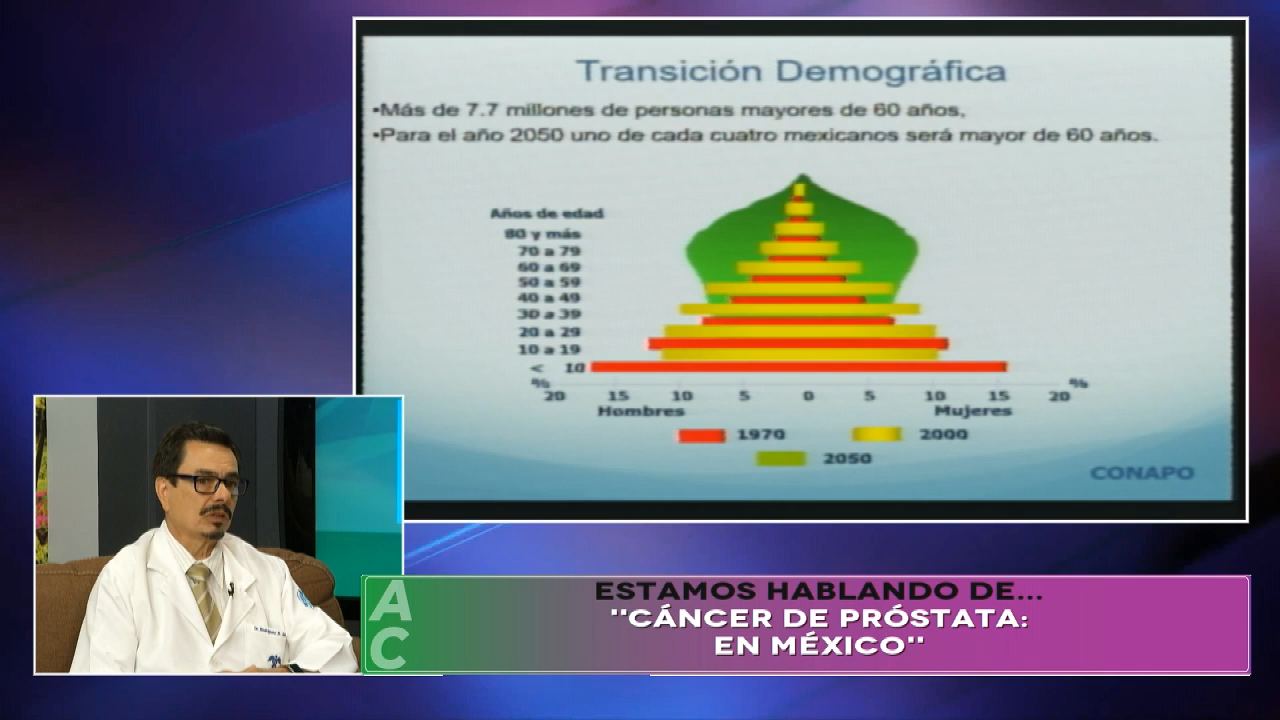 Transición Demográfica
•Más de 7.7 millones de personas mayores de 60 años,
•Para el año 2050 uno de cada cuatro mexicanos será mayor de 60 años.
Años de edad
80 y más
70 a 79
60 a 69
50 a 59
40 a 49
30 a 39
20 a 29
10 a 19
< 10
% %
20 15 10 5 0 5 10 15 20
Hombres Mujeres
1970 2000
2050
CONAPO
AC
ESTAMOS HABLANDO DE...
"CÁNCER DE PRÓSTATA:
EN MÉXICO"